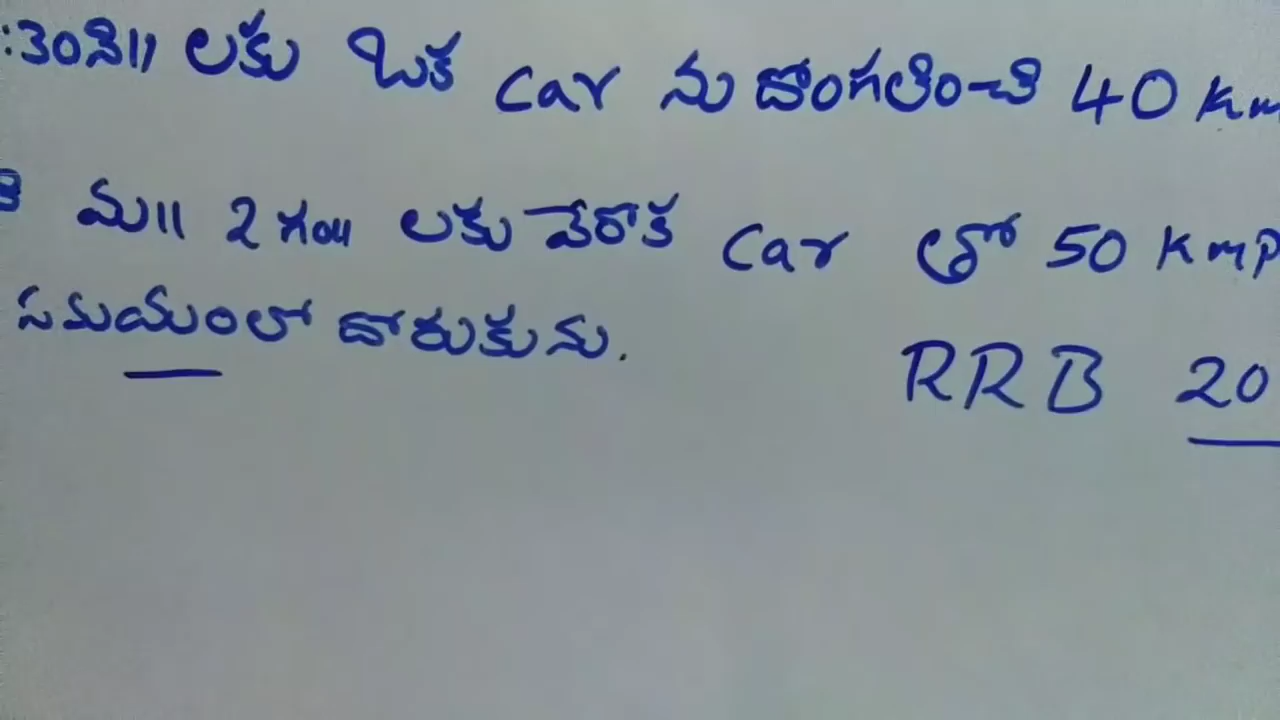 :30ని॥ లకు ఒక car ను దొంగలించి 40 Km
మ॥ 2 గం॥ లకు వేరొక Car తో 50 KmP
సమయంలో దొరుకును.
RRB 20